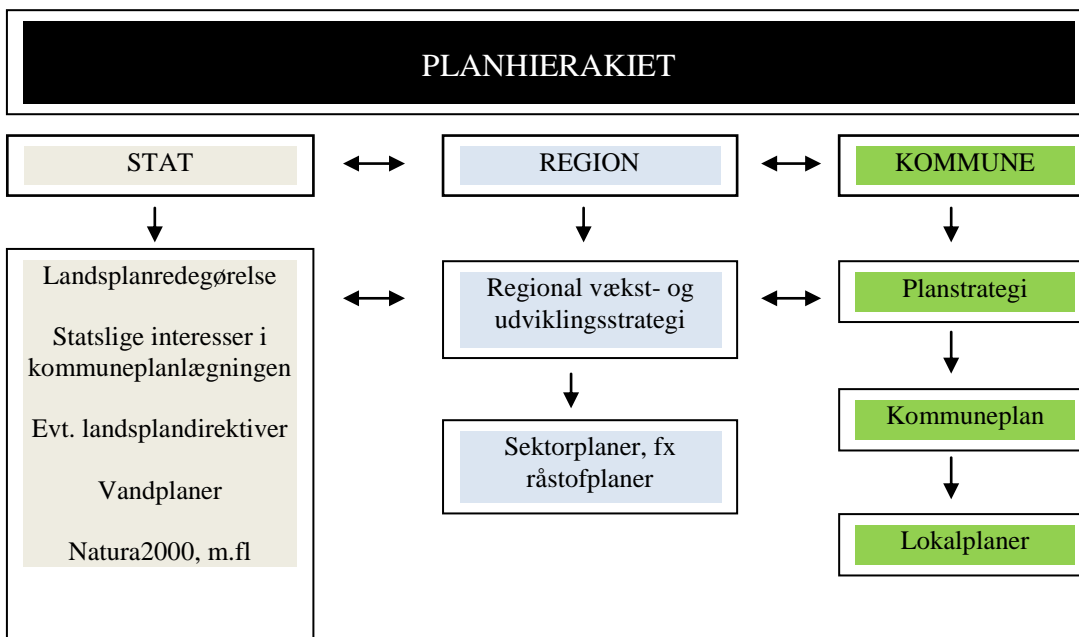 PLANHIERAKIET
STAT
REGION
KOMMUNE
Landsplanredegørelse
Statslige interesser i
kommuneplanlægningen
Evt. landsplandirektiver
Vandplaner
Natura2000, m.fl
Regional vækst- og
udviklingsstrategi
Sektorplaner, fx
råstofplaner
Planstrategi
Kommuneplan
Lokalplaner